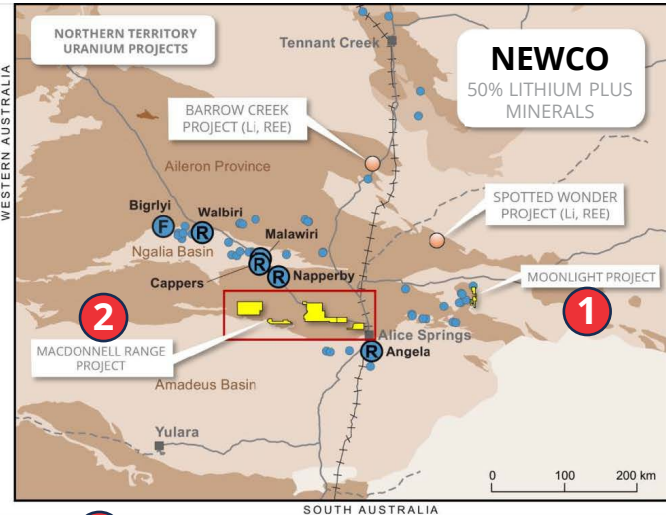 NORTHERN TERRITORY
URANIUM PROJECTS
Tennant Creek
NEWCO
50% LITHIUM PLUS
MINERALS
WESTERN AUSTRALIA
BARROW CREEK
PROJECT (Li, REE)
Aileron Province
SPOTTED WONDER
PROJECT (Li, REE)
Bigrlyi
Walbiri
F
R
Malawiri
Ngalia Basin
R
Cappers
R
Napperby
MOONLIGHT PROJECT
2
1
MACDONNELL RANGE
PROJECT
Alice Springs
R
Angela
Amadeus Basin
Yulara
0 100 200 km
SOUTH AUSTRALIA